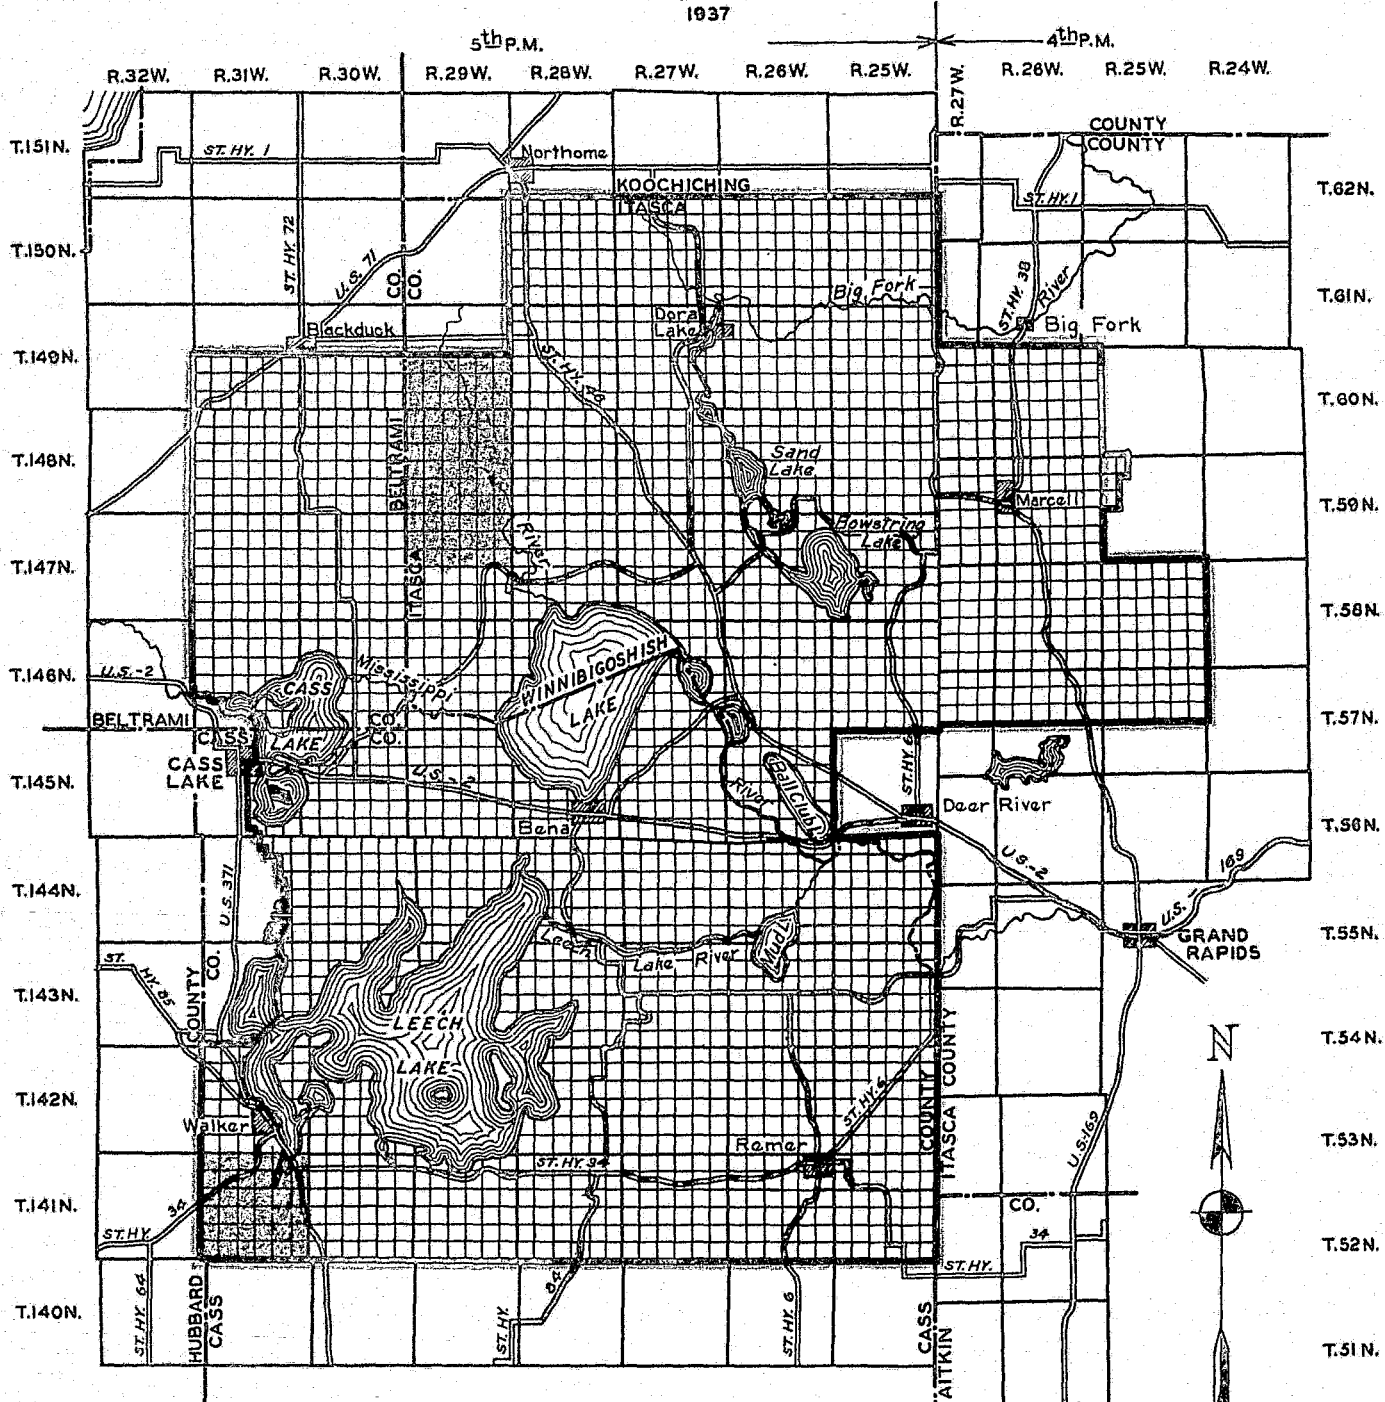 1937
5th P.M.
4th P.M.
R.32W. R.31W. R.30W. R.29W. R.28W. R.27W. R.26W. R.25W. R.27W. R.26W. R.25W. R.24W.
T.151N.
ST. HY. 1
Northome
COUNTY
COUNTY
KOOCHICHING
ITASCA
T.62N.
ST. HY. 1
ST. HY. 72
T.150N.
U.S. 71
CO.
CO.
Big Fork
River
ST. HY. 38
T.61N.
Dora
Lake
Blackduck
Big Fork
T.149N.
ST. HY. 46
T.60N.
BELTRAMI
ITASCA
T.148N.
Sand
Lake
Marcell
T.59N.
Bowstring
Lake
River
T.147N.
T.58N.
T.146N.
U.S.-2
CASS
LAKE
Mississippi
WINNIBIGOSHISH
LAKE
BELTRAMI
CASS
CO.
CO.
T.57N.
CASS
LAKE
T.145N.
U.S.-2
River
Ball Club L
ST. HY. 6
Deer River
Bena
T.56N.
U.S.-2
U.S. 169
T.144N.
U.S. 371
Leech
Lake River
Mud L
GRAND
RAPIDS
T.55N.
ST.
HY. 85
COUNTY
CO.
T.143N.
LEECH
LAKE
N
T.54N.
COUNTY
ITASCA COUNTY
T.142N.
Walker
Remer
ST. HY. 6
U.S. 169
T.53N.
ST. HY. 34
T.141N.
ST. HY. 34
CO.
34
T.52N.
ST. HY.
ST. HY. 64
HUBBARD
CASS
T.140N.
ST. HY. 84
ST. HY. 6
CASS
AITKIN
T.51N.